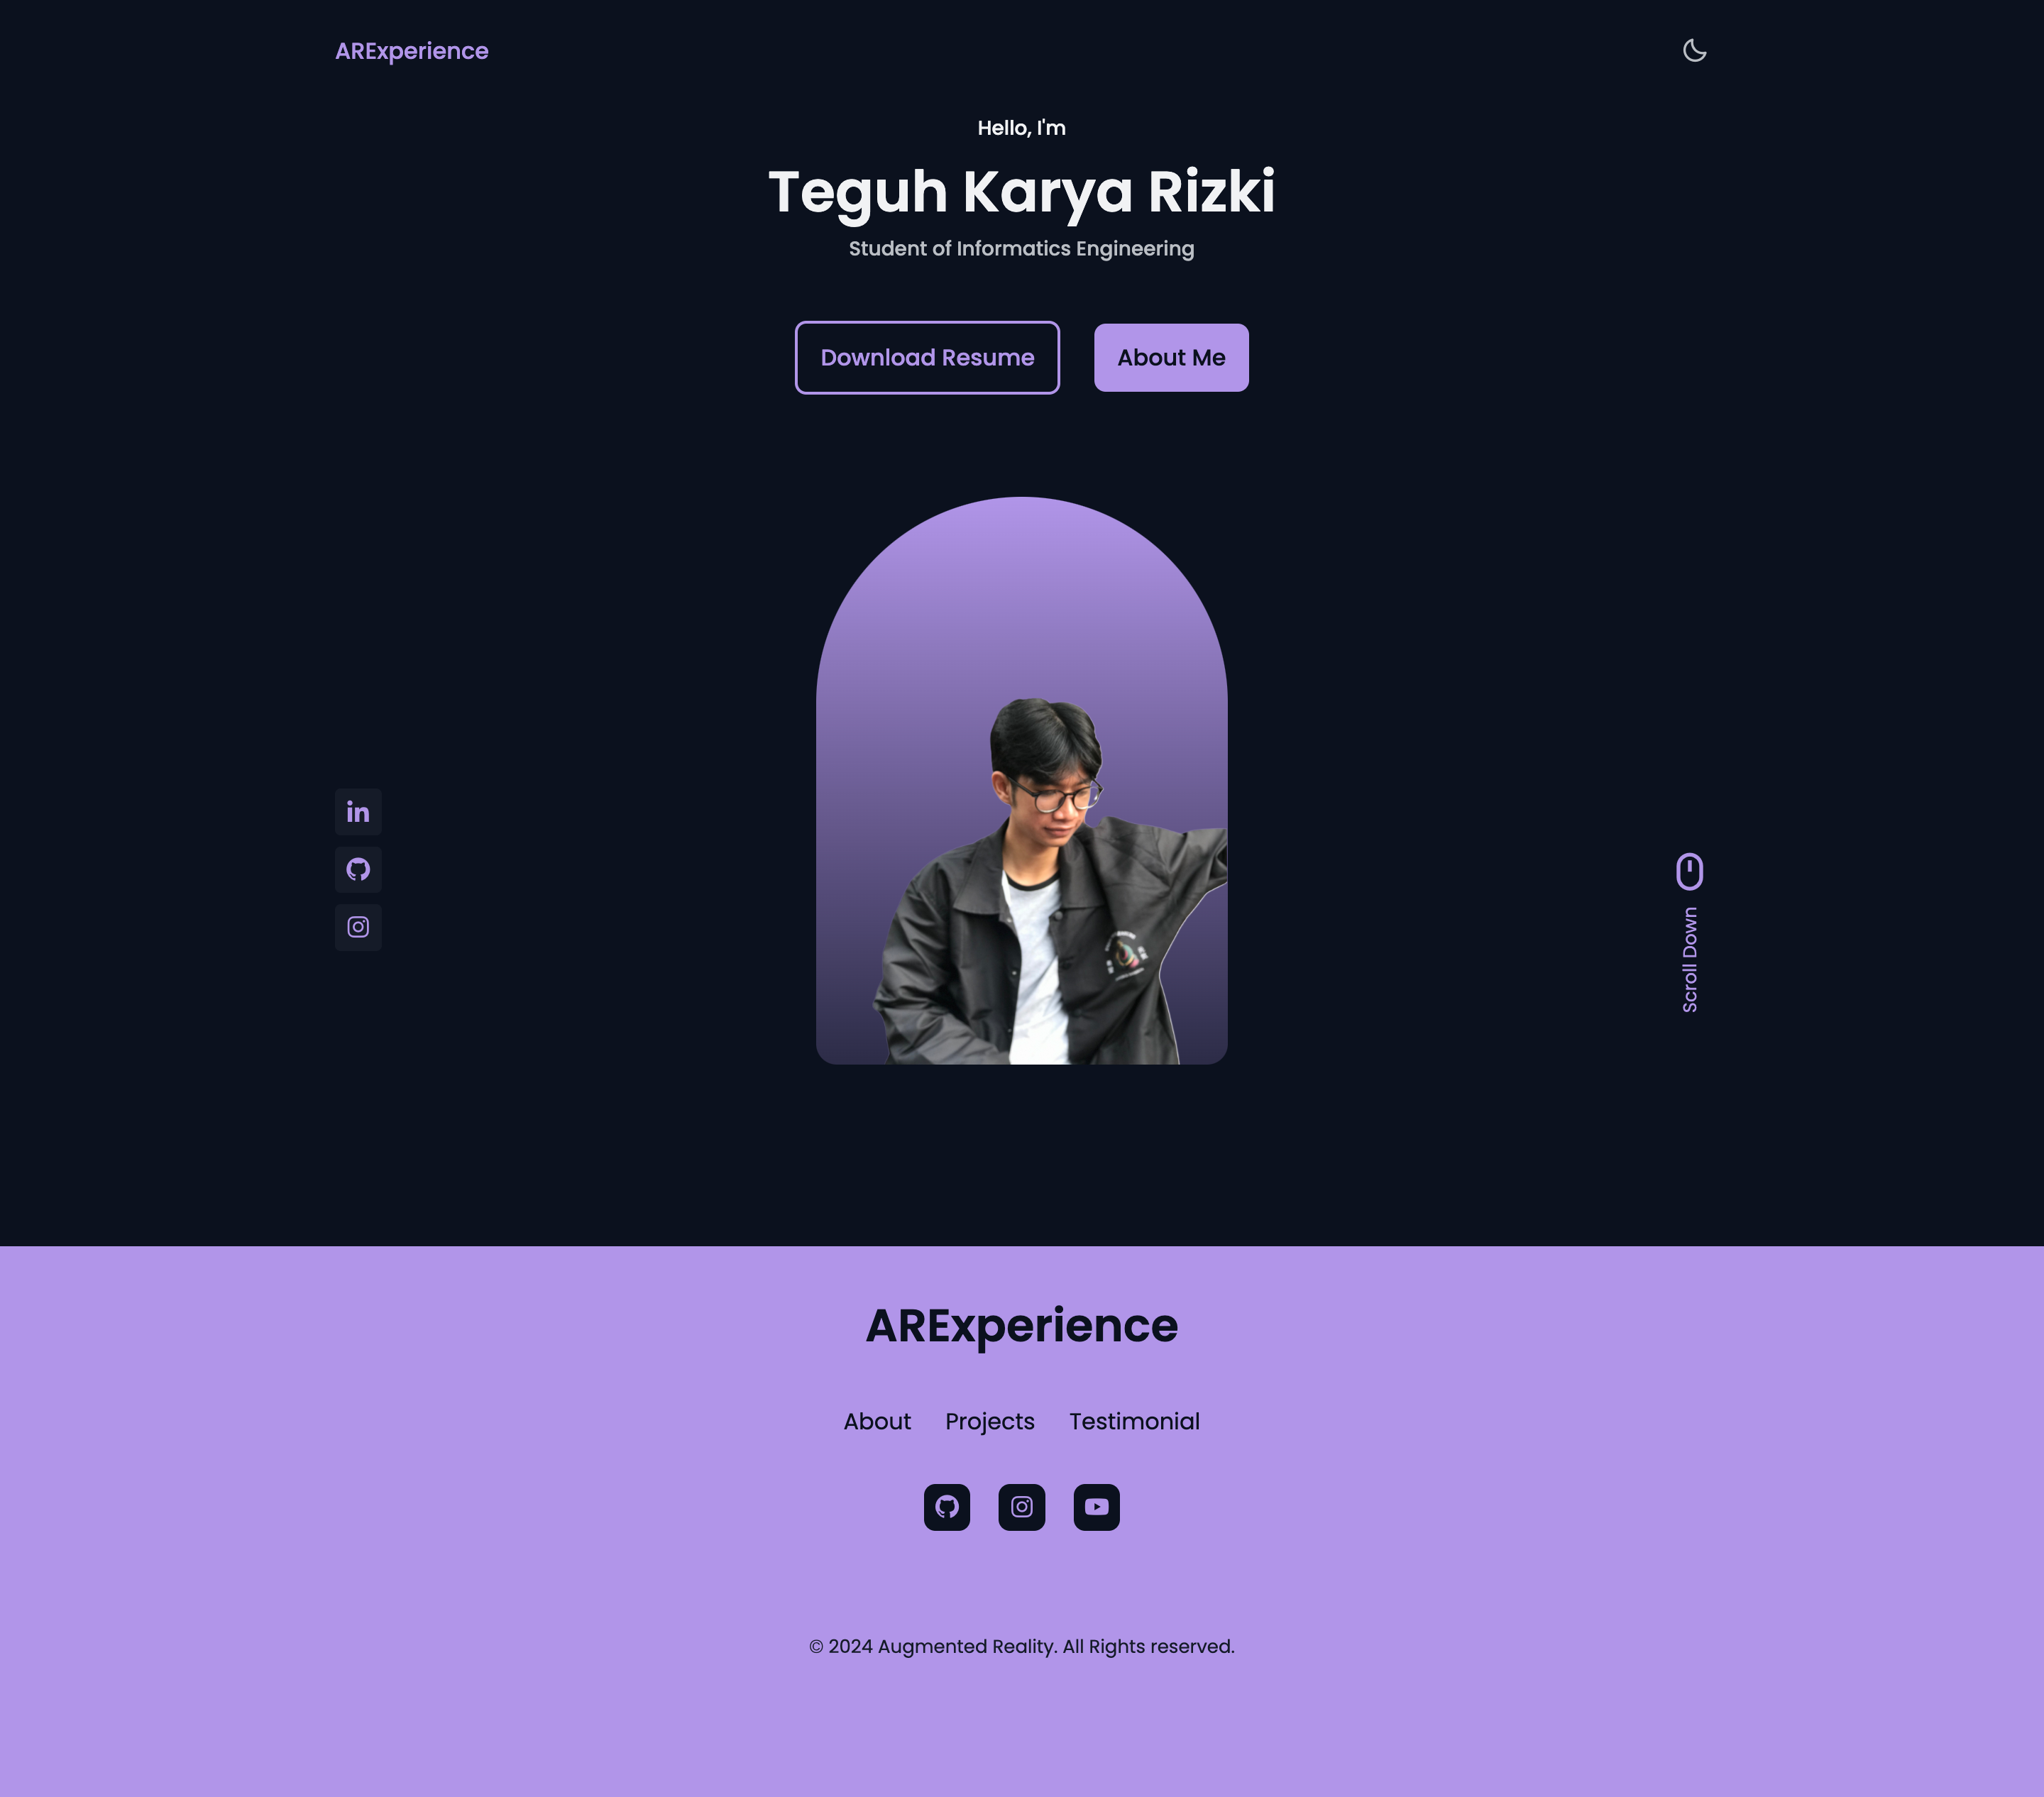 ARExperience
Hello, I'm
Teguh Karya Rizki
Student of Informatics Engineering
Download Resume
About Me
in
Scroll Down
ARExperience
About
Projects
Testimonial
© 2024 Augmented Reality. All Rights reserved.